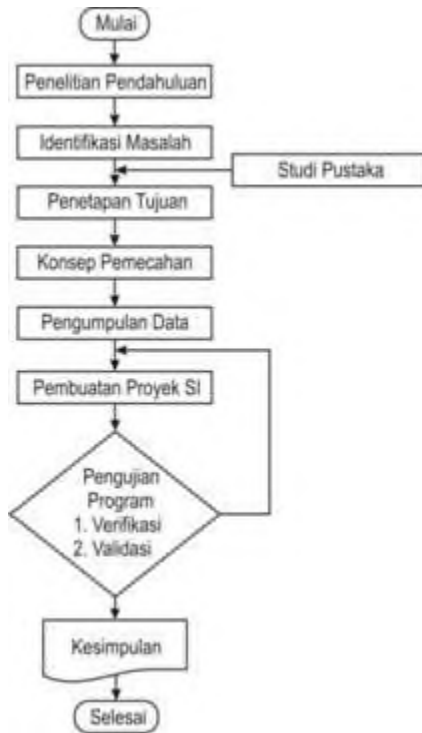 Mulai
Penelitian Pendahuluan
Identifikasi Masalah
Studi Pustaka
Penetapan Tujuan
Konsep Pemecahan
Pengumpulan Data
Pembuatan Proyek SI
Pengujian
Program
1. Verifikasi
2. Validasi
Kesimpulan
Selesai